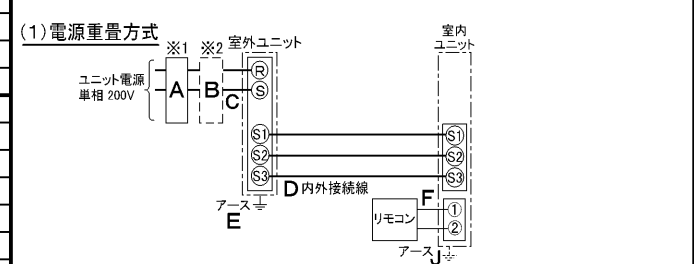 (1)電源重畳方式
※1 ※2 室外ユニット
室内
ユニット
ユニット電源
単相 200V
A B C
R
S
S1
S2
S3
S1
S2
S3
D 内外接続線
アース
E
リモコン
F
①
②
アース J